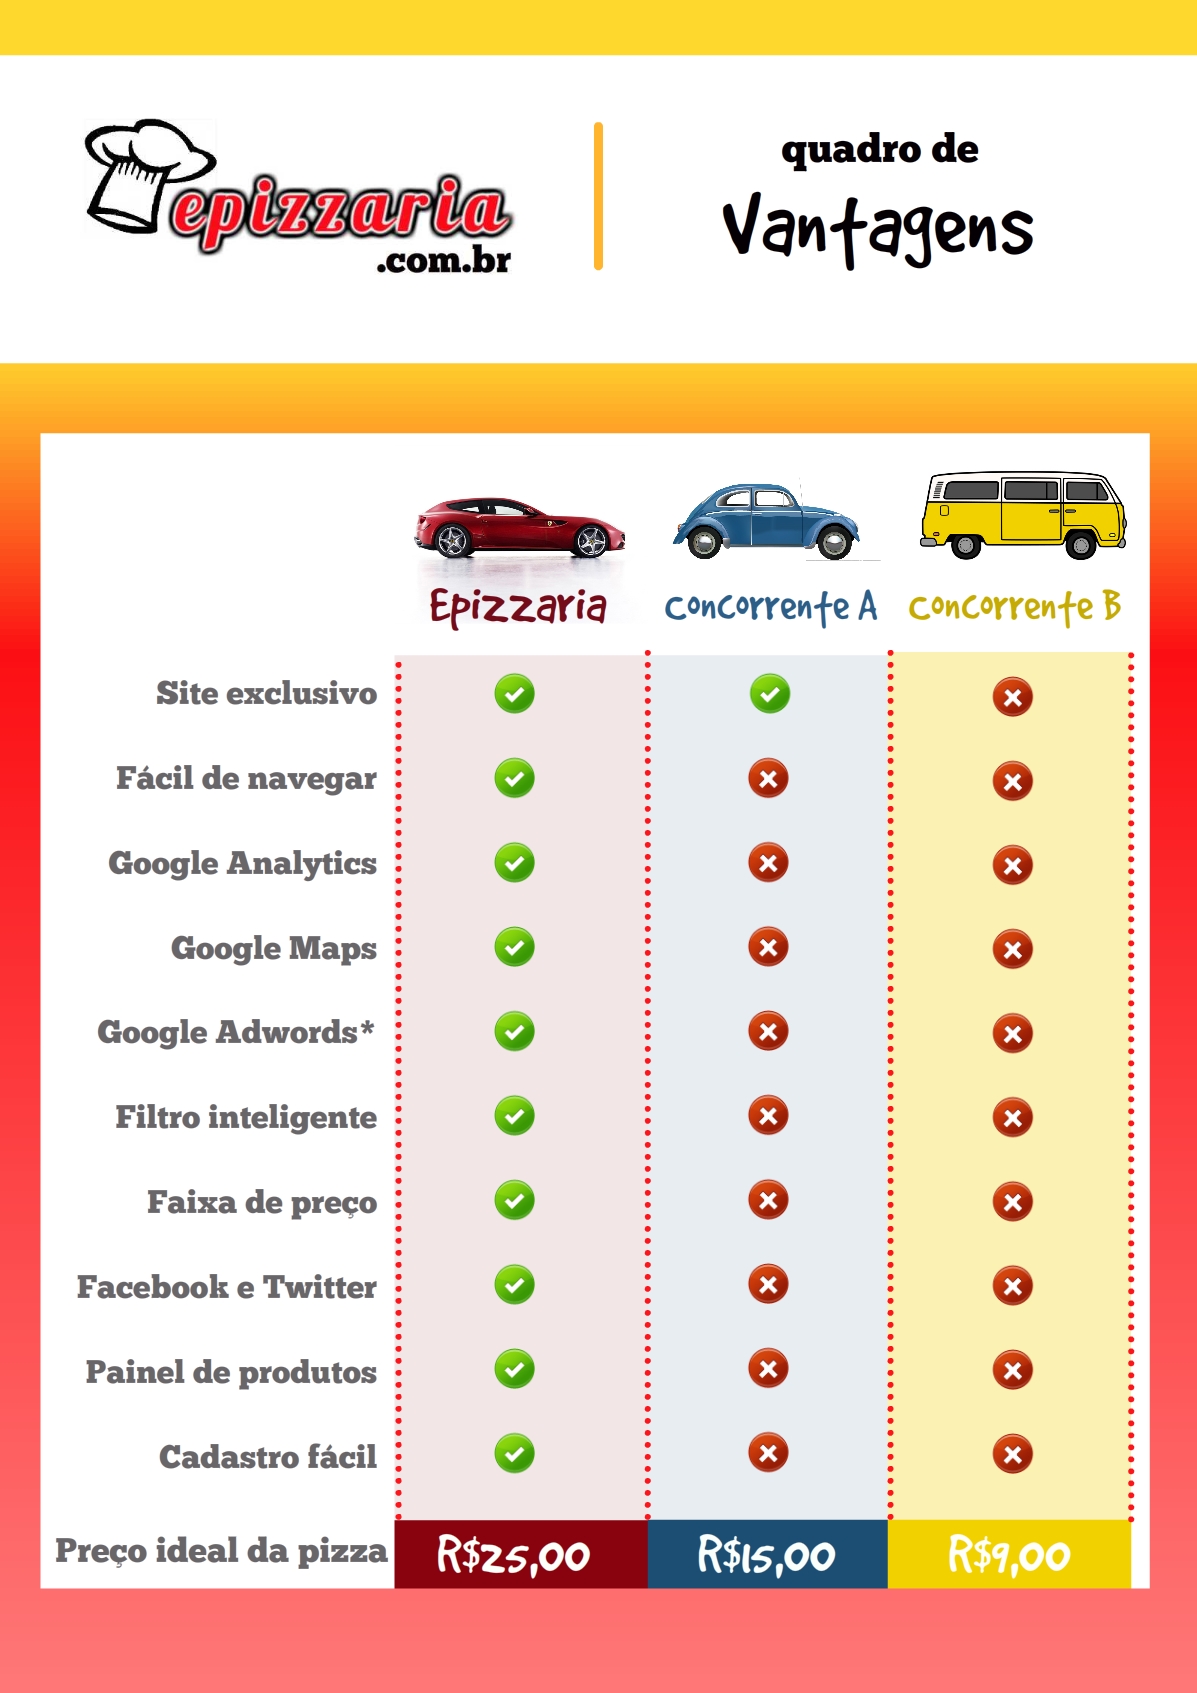 epizzaria
.com.br
quadro de
Vantagens
Epizzaria
Concorrente A
Concorrente B
Site exclusivo
Fácil de navegar
Google Analytics
Google Maps
Google Adwords*
Filtro inteligente
Faixa de preço
Facebook e Twitter
Painel de produtos
Cadastro fácil
Preço ideal da pizza R$25,00 R$15,00 R$9,00